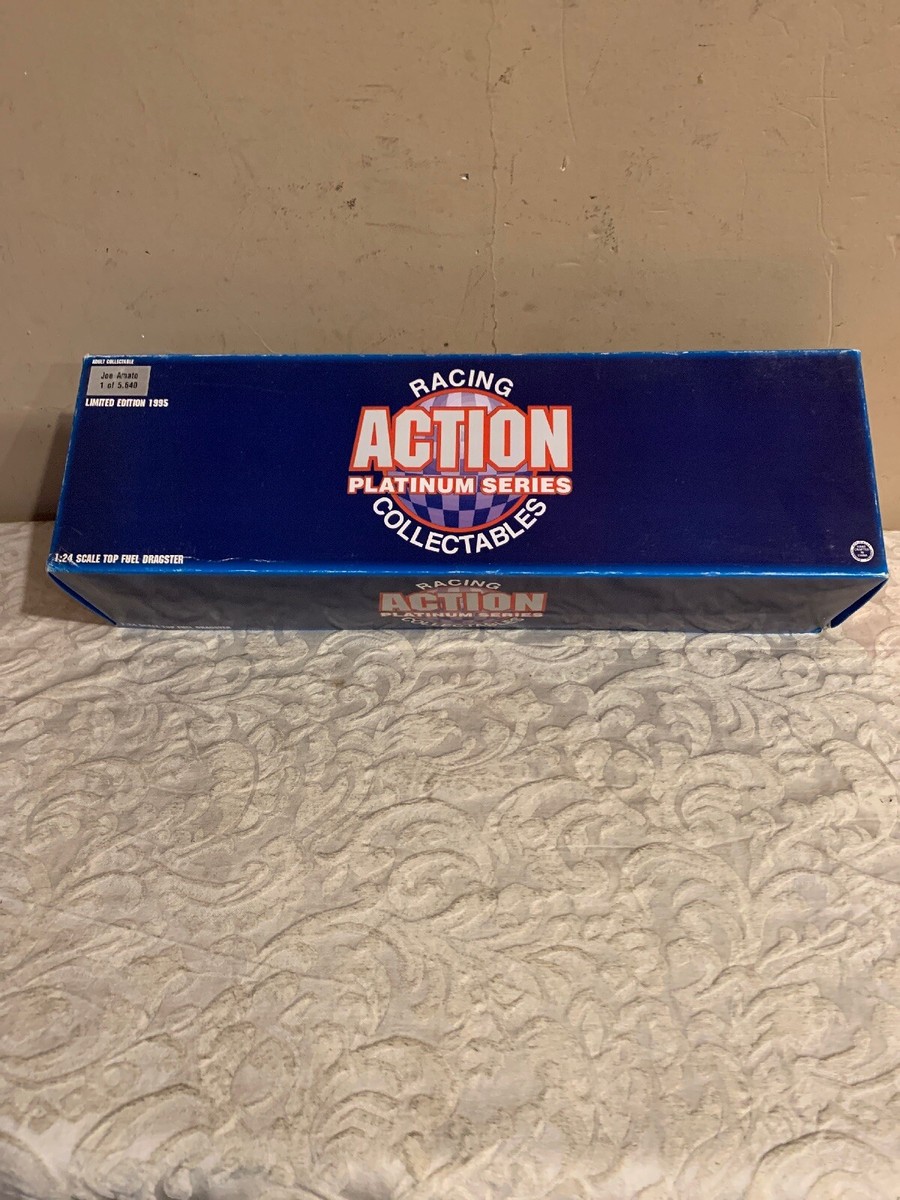 ADULT COLLECTABLE
Joe Amato
1 of 5,640
LIMITED EDITION 1995
RACING
ACTION
PLATINUM SERIES
COLLECTABLES
1:24 SCALE TOP FUEL DRAGSTER
RACING
ACTION
PLATINUM SERIES
COLLECTABLES